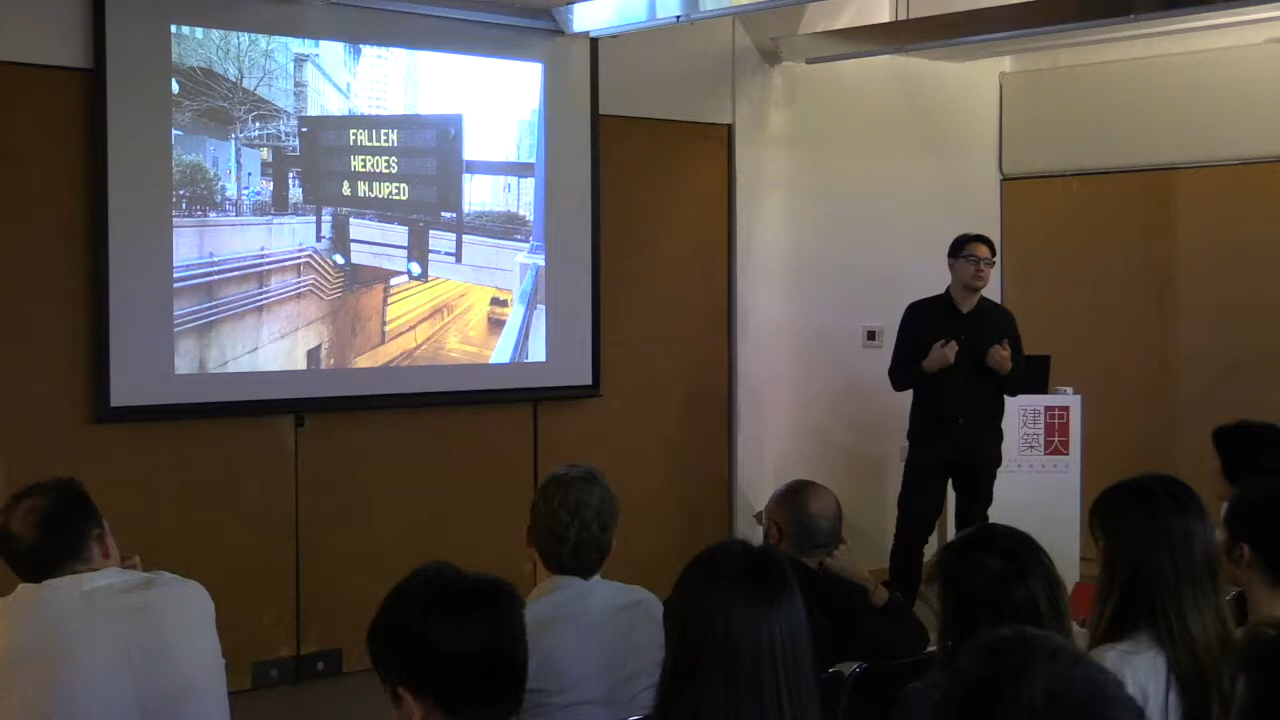 FALLEN
HEROES
& INJURED
建 中
築 大